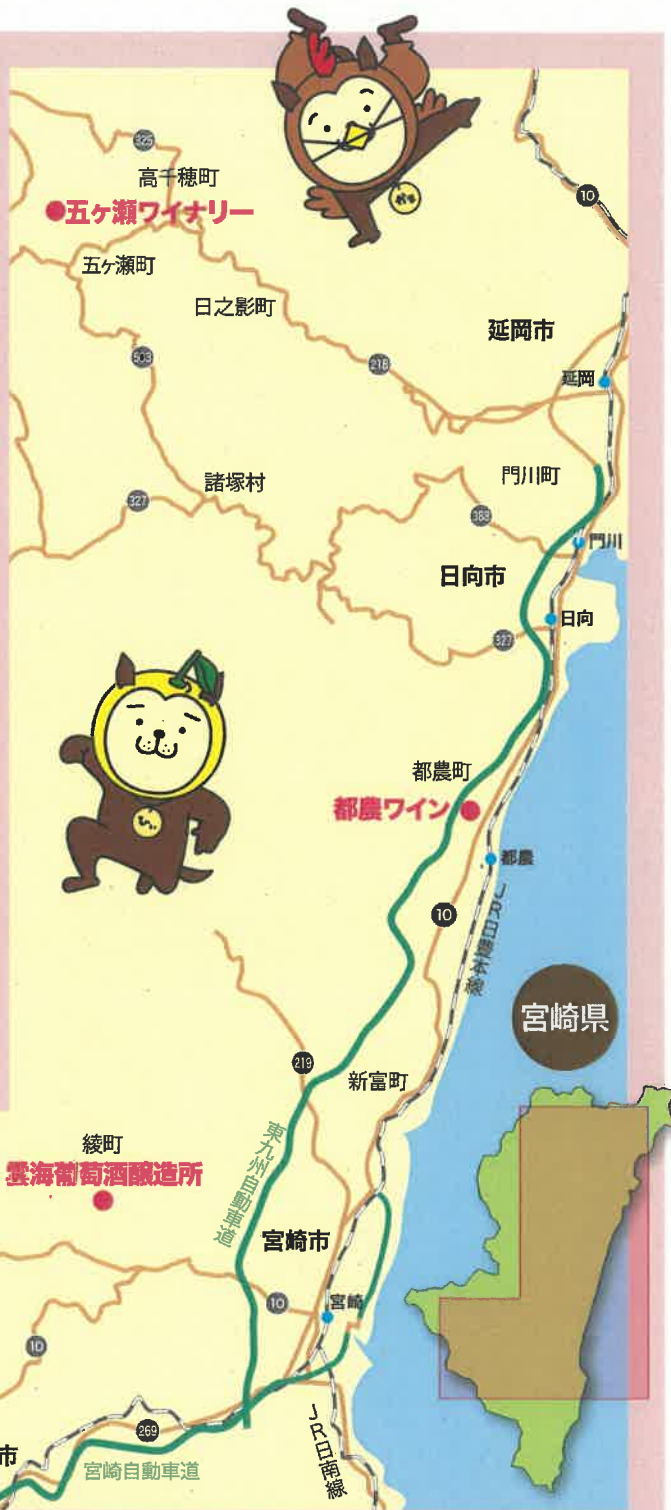 325
高千穂町
五ヶ瀬ワイナリー
かぁ
10
五ヶ瀬町
日之影町
延岡市
503
218
延岡
諸塚村
門川町
327
388
門川
日向市
日向
327
ひぃ
都農町
都農ワイン
都農
10
JR日豊本線
宮崎県
219
新富町
東九州自動車道
綾町
雲海葡萄酒醸造所
宮崎市
10
宮崎
10
269
市
宮崎自動車道
JR日南線